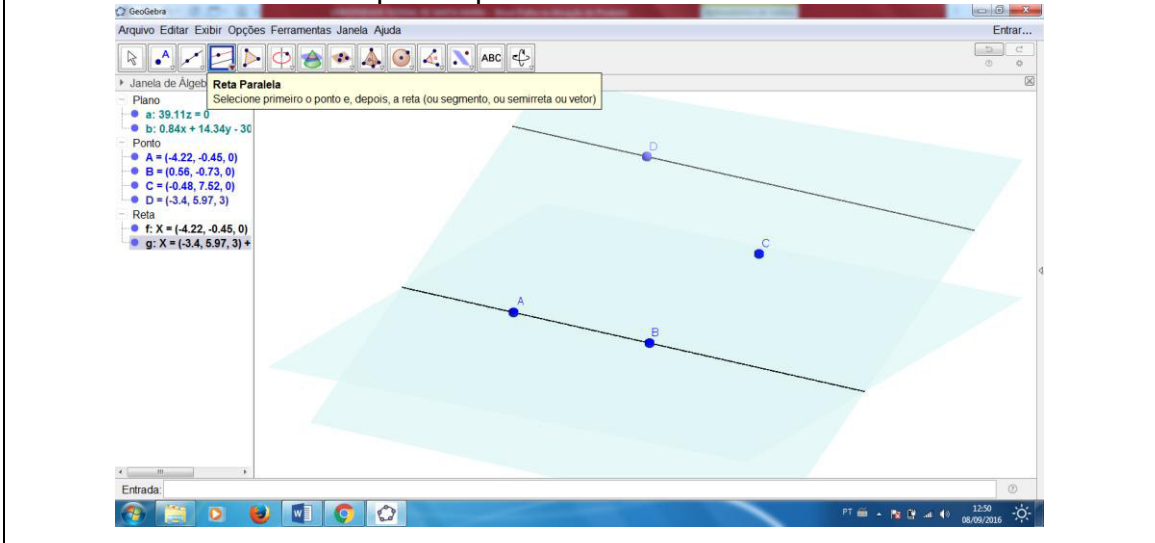 GeoGebra
Arquivo Editar Exibir Opções Ferramentas Janela Ajuda
Entrar...
ABC
Janela de Álgeb
Reta Paralela
Selecione primeiro o ponto e, depois, a reta (ou segmento, ou semirreta ou vetor)
Plano
a: 39.11z = 0
b: 0.84x + 14.34y - 30
Ponto
A = (-4.22, -0.45, 0)
B = (0.56, -0.73, 0)
C = (-0.48, 7.52, 0)
D = (-3.4, 5.97, 3)
Reta
f: X = (-4.22, -0.45, 0)
g: X = (-3.4, 5.97, 3) +
D
C
A
B
Entrada:
PT
12:50
08/09/2016